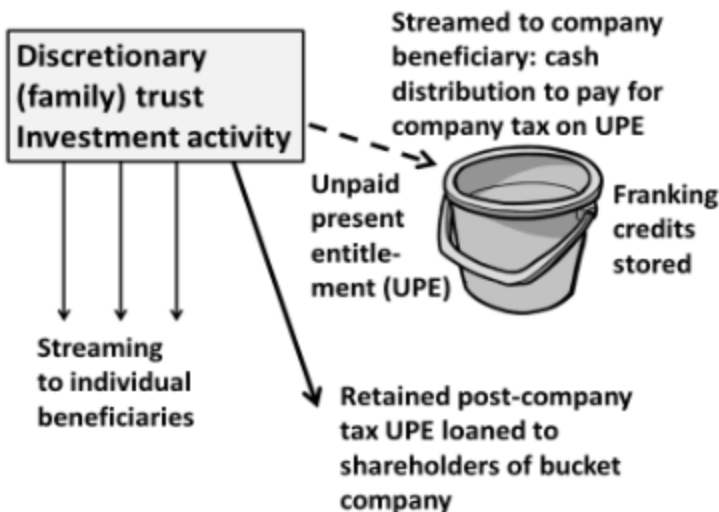 Discretionary
(family) trust
Investment activity
Streamed to company
beneficiary: cash
distribution to pay for
company tax on UPE
Unpaid
present
entitle-
ment (UPE)
Franking
credits
stored
Streaming
to individual
beneficiaries
Retained post-company
tax UPE loaned to
shareholders of bucket
company